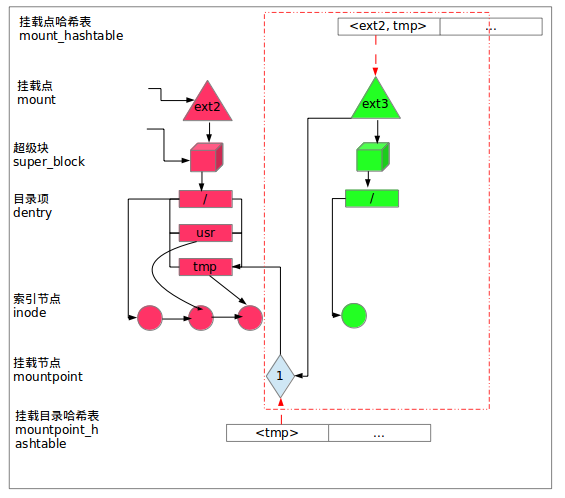 挂载点哈希表
mount_hashtable
<ext2, tmp>
...
挂载点
mount
ext2
ext3
超级块
super_block
目录项
dentry
/
/
usr
tmp
索引节点
inode
挂载节点
mountpoint
1
挂载目录哈希表
mountpoint_h
ashtable
<tmp>
...